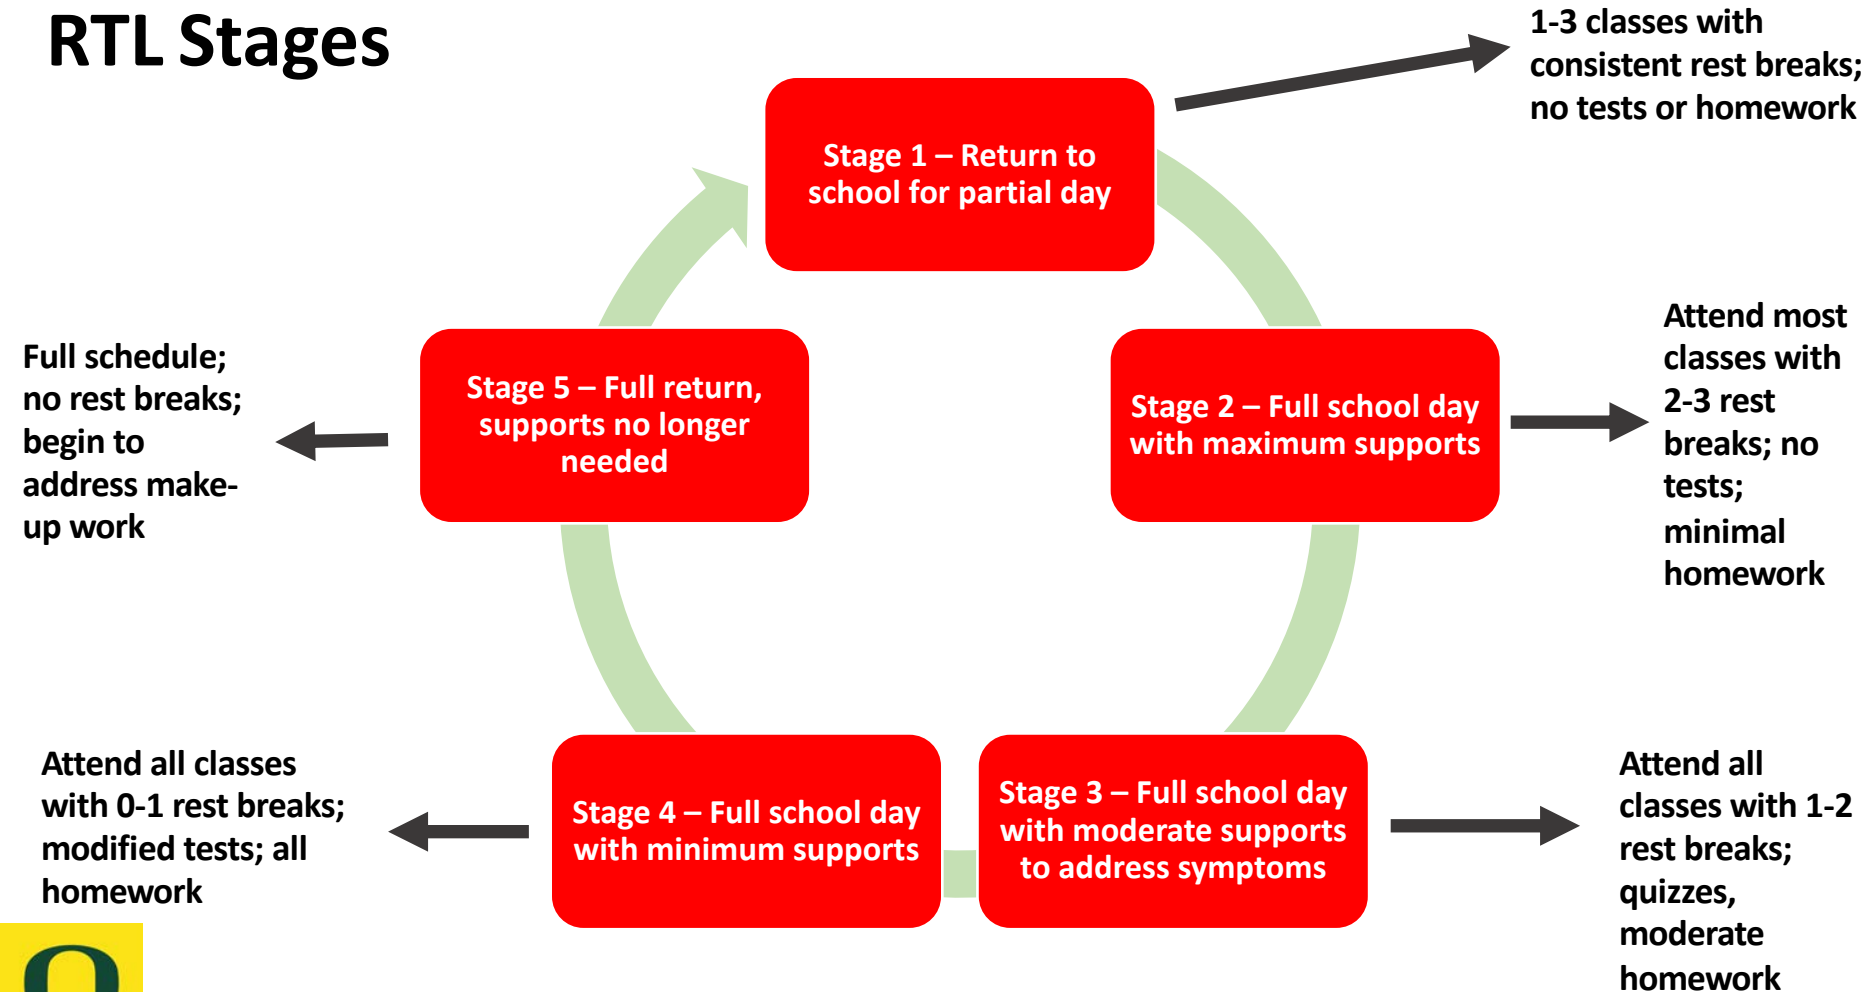 RTL Stages
1-3 classes with
consistent rest breaks;
no tests or homework
Stage 1 – Return to
school for partial day
Attend most
classes with
2-3 rest
breaks; no
tests;
minimal
homework
Stage 2 – Full school day
with maximum supports
Attend all
classes with 1-2
rest breaks;
quizzes,
moderate
homework
Stage 3 – Full school day
with moderate supports
to address symptoms
Stage 4 – Full school day
with minimum supports
Attend all classes
with 0-1 rest breaks;
modified tests; all
homework
Stage 5 – Full return,
supports no longer
needed
Full schedule;
no rest breaks;
begin to
address make-
up work